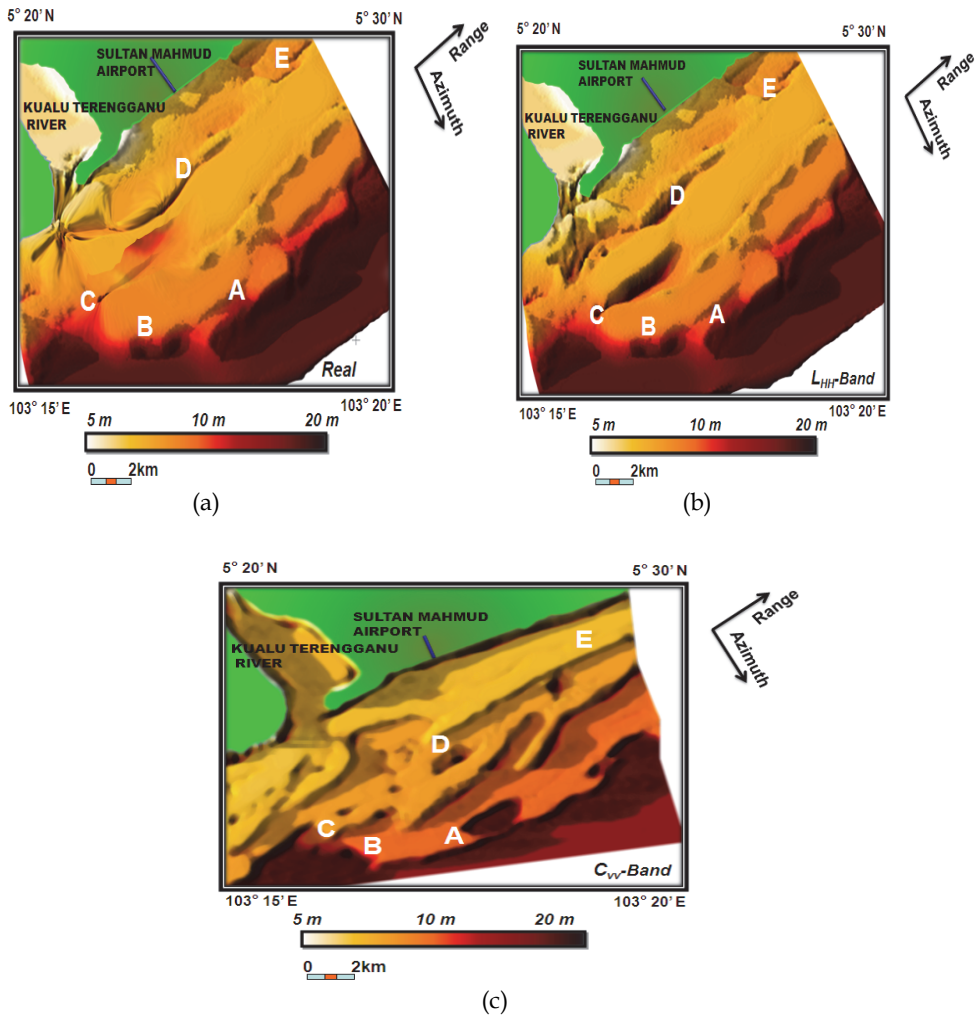 5° 20' N
5° 30' N
SULTAN MAHMUD
AIRPORT
E
KUALU TERENGGANU
RIVER
D
C
A
B
Real
Range
Azimuth
103° 15' E
103° 20' E
5 m 10 m 20 m
0 2km
(a)
5° 20' N
5° 30' N
SULTAN MAHMUD
AIRPORT
E
KUALU TERENGGANU
RIVER
D
C
B
A
LHH-Band
Range
Azimuth
103° 15' E
103° 20' E
5 m 10 m 20 m
0 2km
(b)
5° 20' N
5° 30' N
SULTAN MAHMUD
AIRPORT
E
KUALU TERENGGANU
RIVER
D
C
B
A
CVV-Band
Range
Azimuth
103° 15' E
103° 20' E
5 m 10 m 20 m
0 2km
(c)